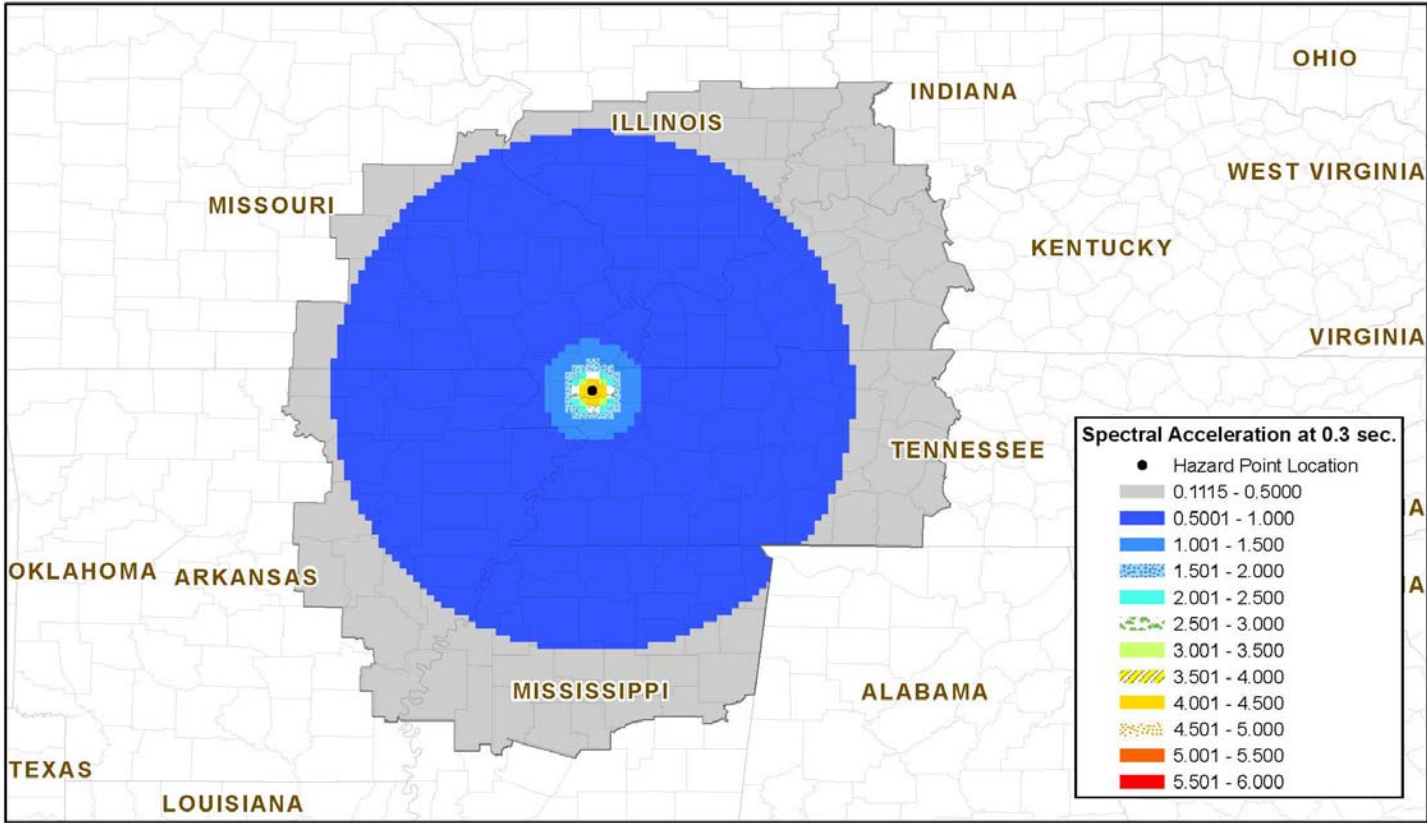 OHIO
INDIANA
ILLINOIS
WEST VIRGINIA
MISSOURI
KENTUCKY
VIRGINIA
TENNESSEE
OKLAHOMA
ARKANSAS
MISSISSIPPI
ALABAMA
TEXAS
LOUISIANA
Spectral Acceleration at 0.3 sec.
Hazard Point Location
0.1115 - 0.5000
0.5001 - 1.000
1.001 - 1.500
1.501 - 2.000
2.001 - 2.500
2.501 - 3.000
3.001 - 3.500
3.501 - 4.000
4.001 - 4.500
4.501 - 5.000
5.001 - 5.500
5.501 - 6.000
A
A